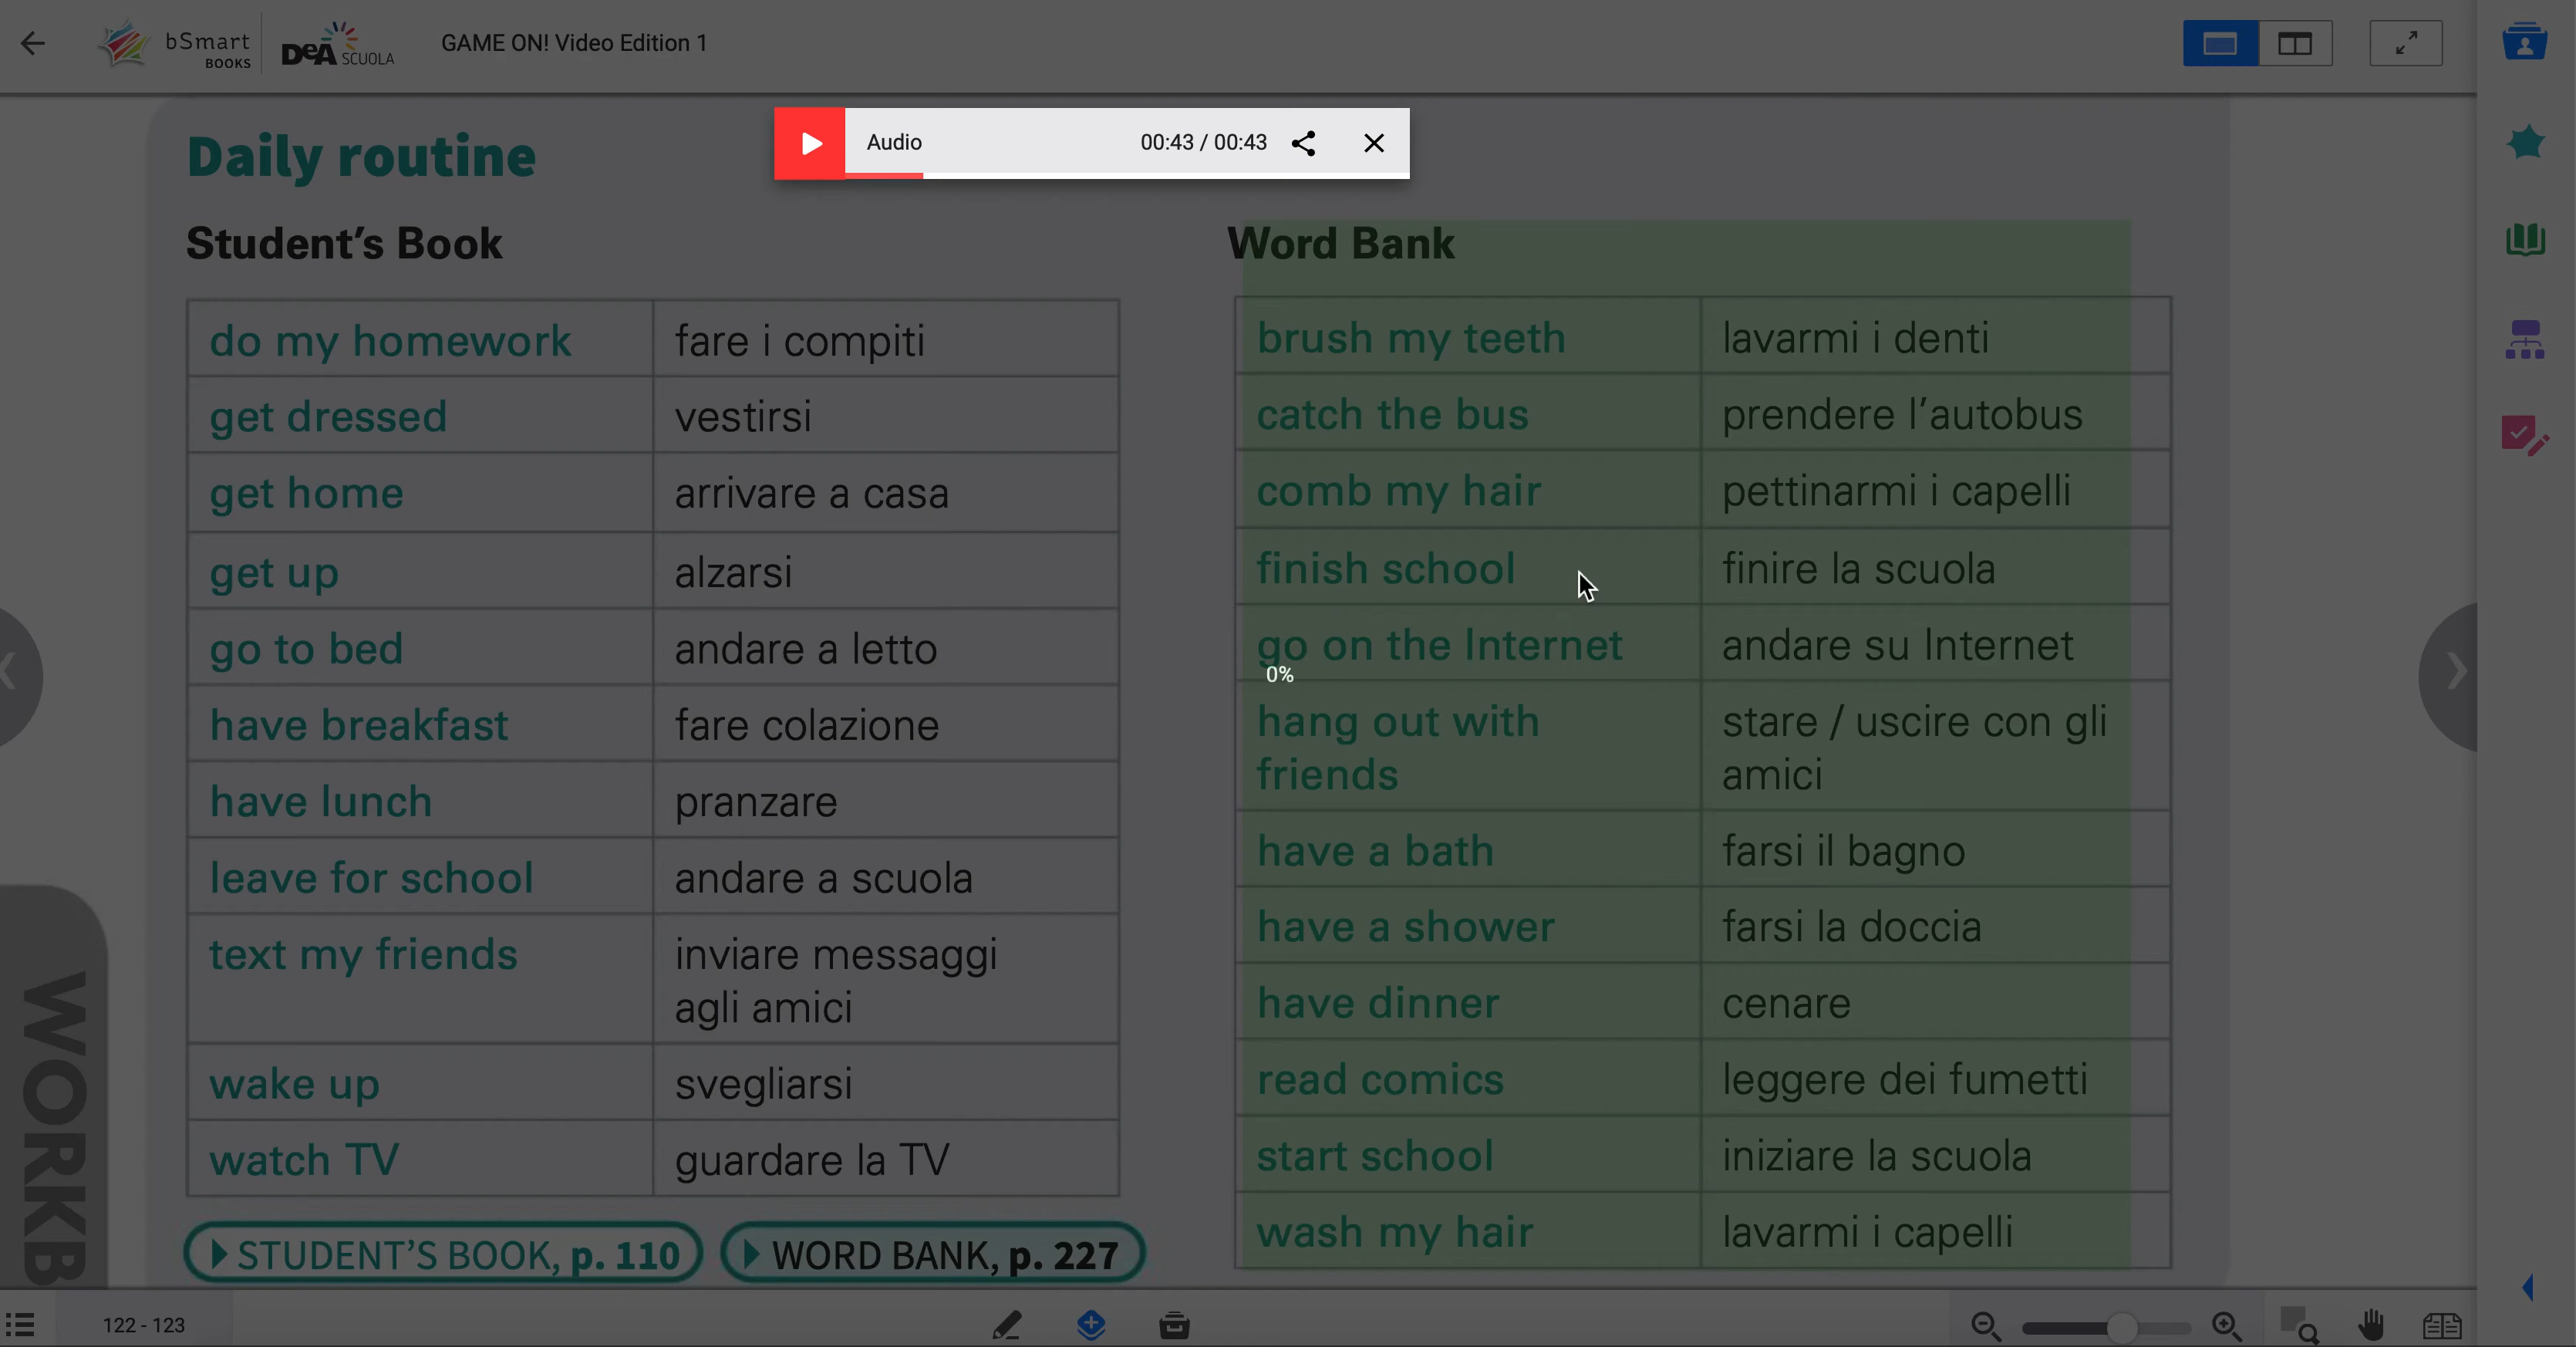 bSmart
BOOKS
DeA SCUOLA
GAME ON! Video Edition 1
Audio
00:43 / 00:43
Daily routine
Student's Book
do my homework fare i compiti
get dressed vestirsi
get home arrivare a casa
get up alzarsi
go to bed andare a letto
have breakfast fare colazione
have lunch pranzare
leave for school andare a scuola
text my friends inviare messaggi
agli amici
wake up svegliarsi
watch TV guardare la TV
STUDENT'S BOOK, p. 110
WORD BANK, p. 227
Word Bank
brush my teeth lavarmi i denti
catch the bus prendere l'autobus
comb my hair pettinarmi i capelli
finish school finire la scuola
go on the Internet andare su Internet
0%
hang out with stare / uscire con gli
friends amici
have a bath farsi il bagno
have a shower farsi la doccia
have dinner cenare
read comics leggere dei fumetti
start school iniziare la scuola
wash my hair lavarmi i capelli
WORKB
122 - 123